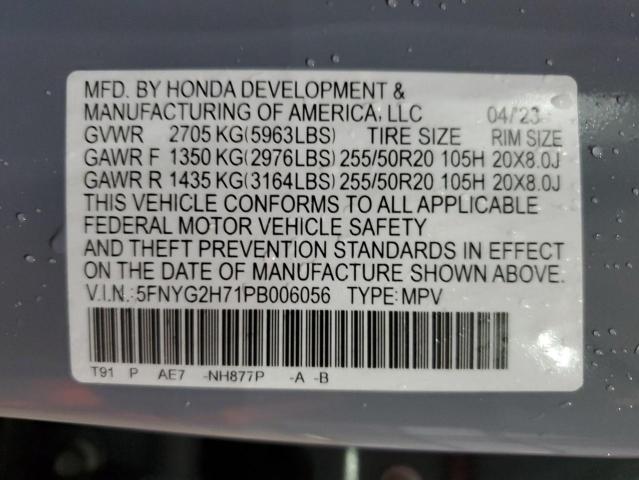 MFD. BY HONDA DEVELOPMENT &
MANUFACTURING OF AMERICA, LLC 04/23
GVWR 2705 KG(5963LBS) TIRE SIZE RIM SIZE
GAWR F 1350 KG(2976LBS) 255/50R20 105H 20X8.0J
GAWR R 1435 KG(3164LBS) 255/50R20 105H 20X8.0J
THIS VEHICLE CONFORMS TO ALL APPLICABLE
FEDERAL MOTOR VEHICLE SAFETY
AND THEFT PREVENTION STANDARDS IN EFFECT
ON THE DATE OF MANUFACTURE SHOWN ABOVE.
V.I.N.:5FNYG2H71PB006056 TYPE:MPV
T91 P AE7 -NH877P -A -B